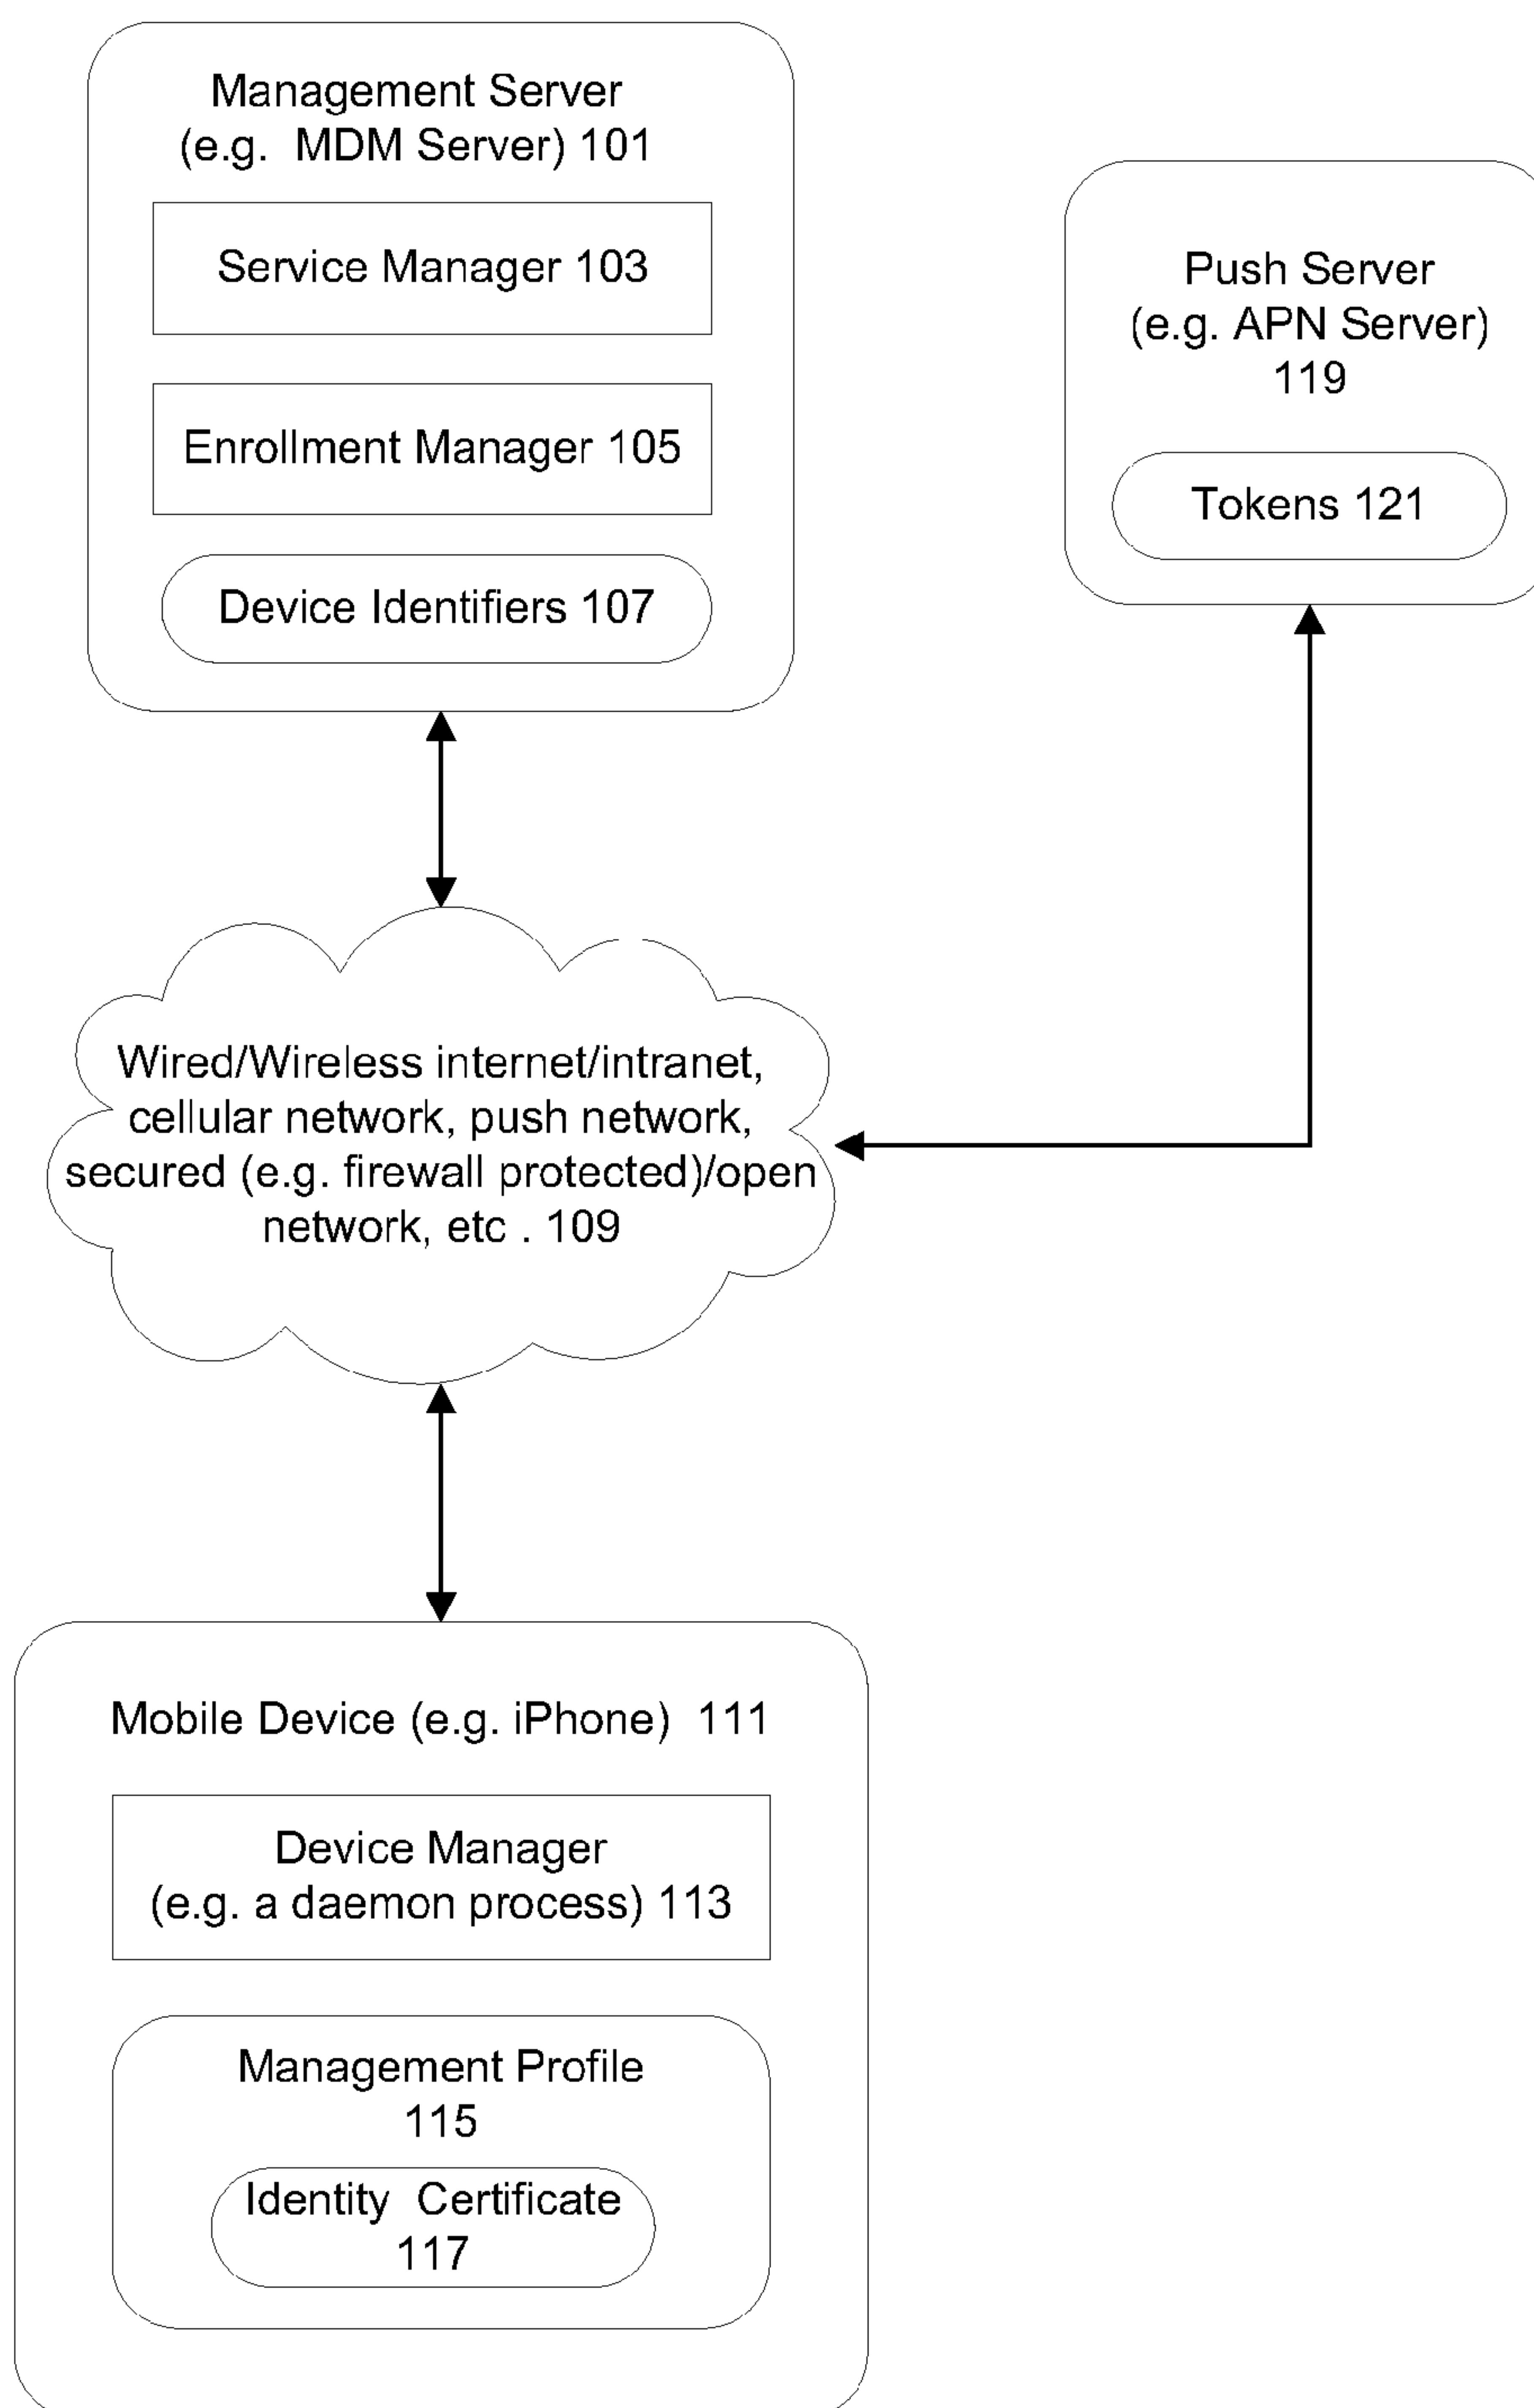 Management Server
(e.g. MDM Server) 101
Service Manager 103
Enrollment Manager 105
Device Identifiers 107
Push Server
(e.g. APN Server)
119
Tokens 121
Wired/Wireless internet/intranet,
cellular network, push network,
secured (e.g. firewall protected)/open
network, etc . 109
Mobile Device (e.g. iPhone) 111
Device Manager
(e.g. a daemon process) 113
Management Profile
115
Identity Certificate
117